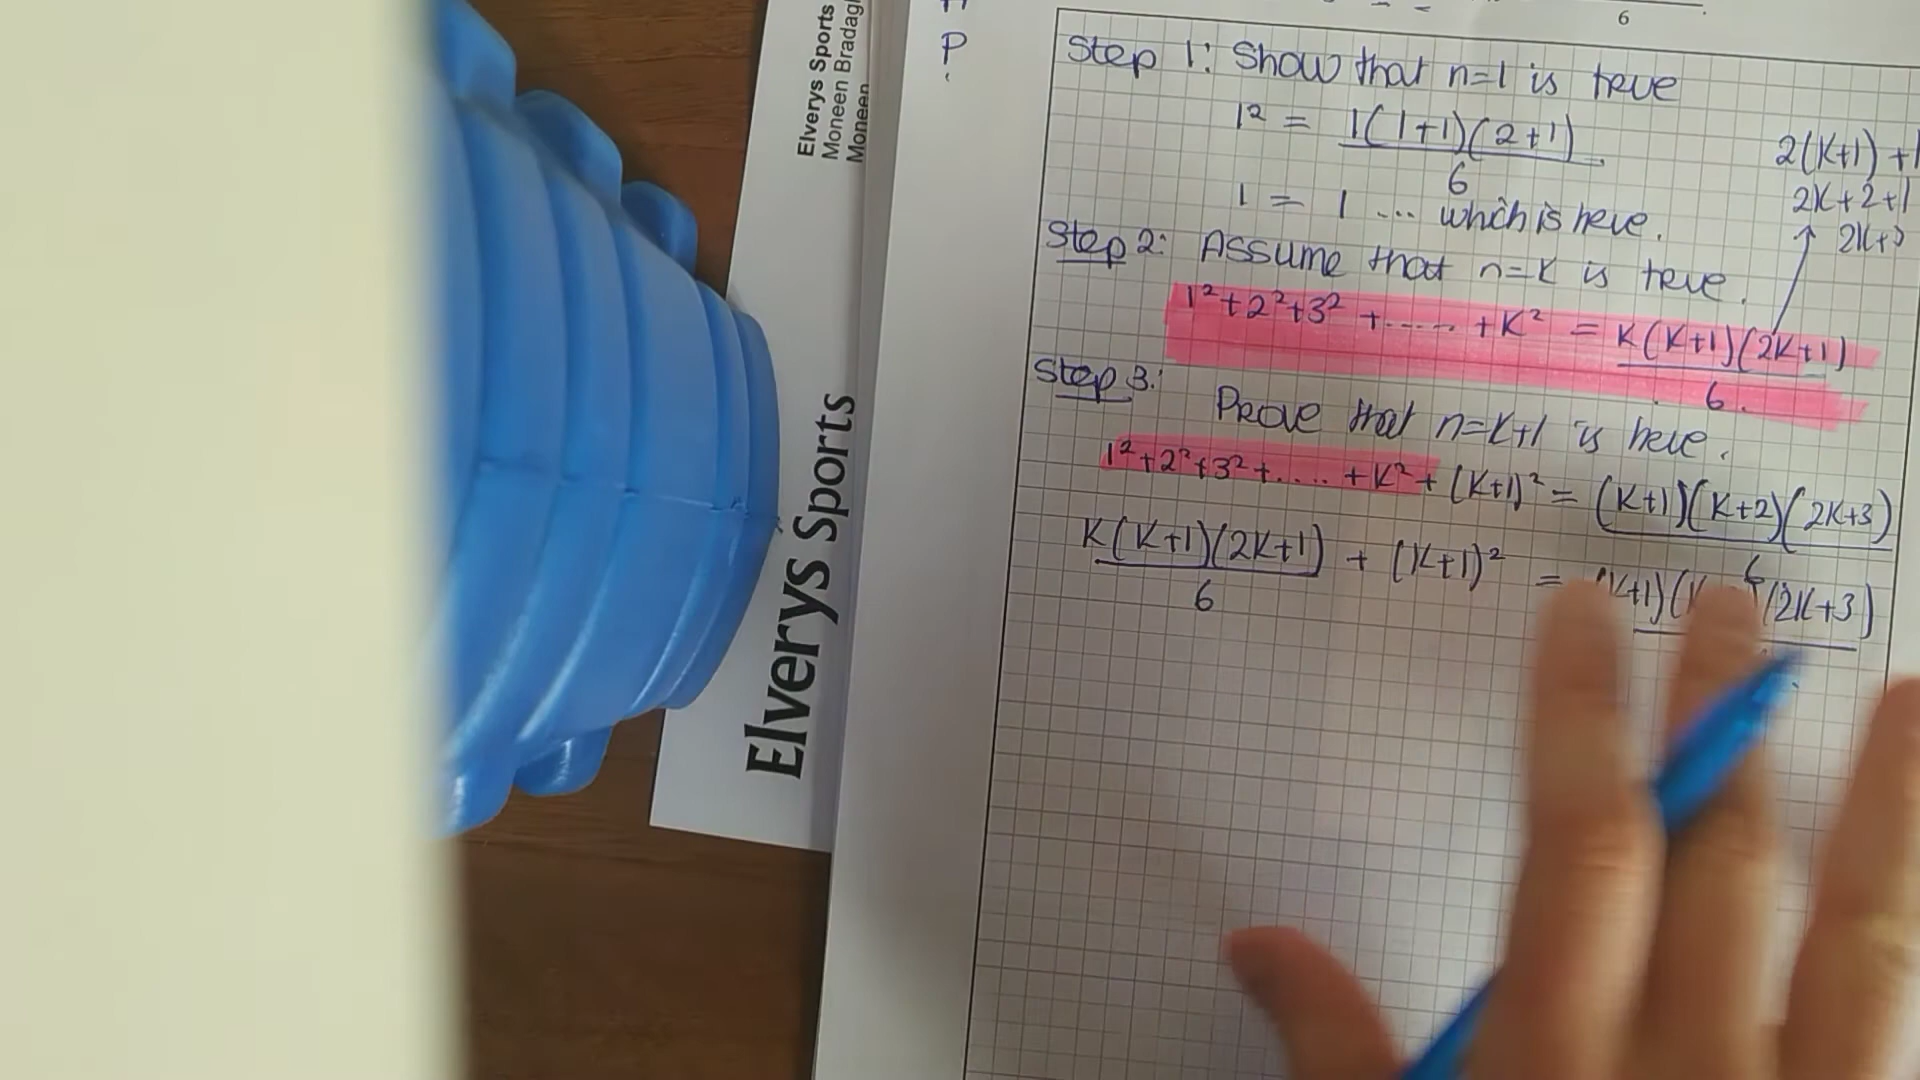 6
P
Step 1: Show that n=1 is true
1² = 1(1+1)(2+1)
6
1 = 1 ... which is true.
2(K+1)+1
2K+2+1
2K+3
Step 2: Assume that n=K is true.
1²+2²+3²+.....+K² = K(K+1)(2K+1)
6.
Step 3: Prove that n=K+1 is true.
1²+2²+3²+.....+K²+(K+1)² = (K+1)(K+2)(2K+3)
6
K(K+1)(2K+1) + (K+1)² = (K+1)(K (2K+3)
6
Elverys Sports
Moneen Bradagh
Moneen
Elverys Sports